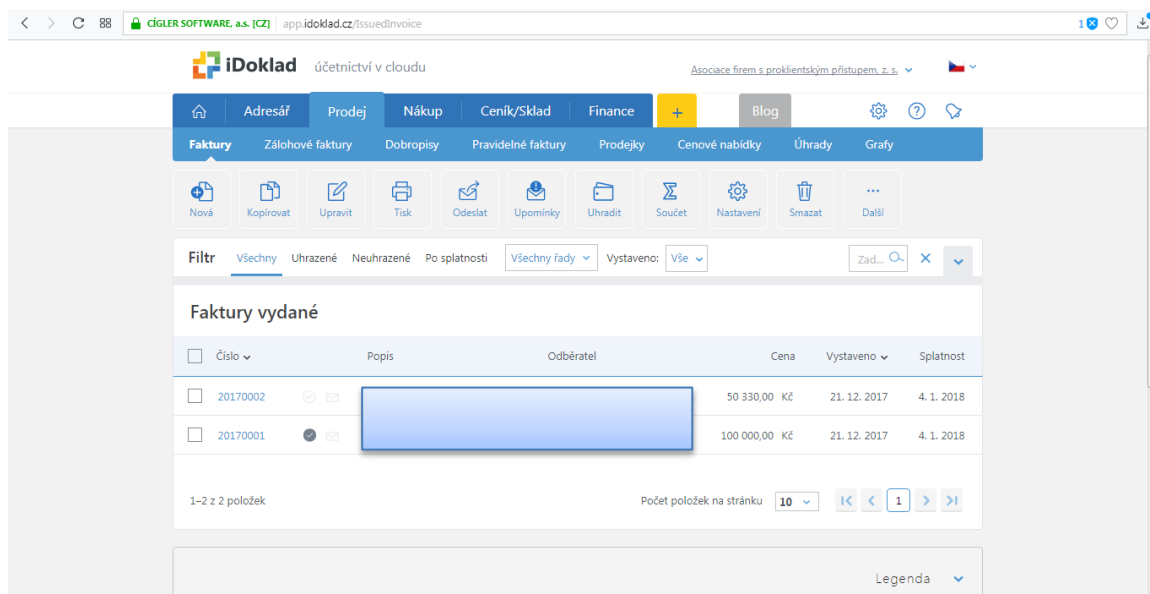 CÍGLER SOFTWARE, a.s. [CZ] app.idoklad.cz/IssuedInvoice 1
iDoklad účetnictví v cloudu Asociace firem s proklientským přístupem, z. s.
Adresář Prodej Nákup Ceník/Sklad Finance + Blog ?
Faktury Zálohové faktury Dobropisy Pravidelné faktury Prodejky Cenové nabídky Úhrady Grafy
Nová Kopírovat Upravit Tisk Odeslat Upomínky Uhradit Součet Nastavení Smazat Další
Filtr Všechny Uhrazené Neuhrazené Po splatnosti Všechny řady Vystaveno: Vše Zad...
Faktury vydané
Číslo Popis Odběratel Cena Vystaveno Splatnost
20170002 50 330,00 Kč 21. 12. 2017 4. 1. 2018
20170001 100 000,00 Kč 21. 12. 2017 4. 1. 2018
1–2 z 2 položek Počet položek na stránku 10 1
Legenda